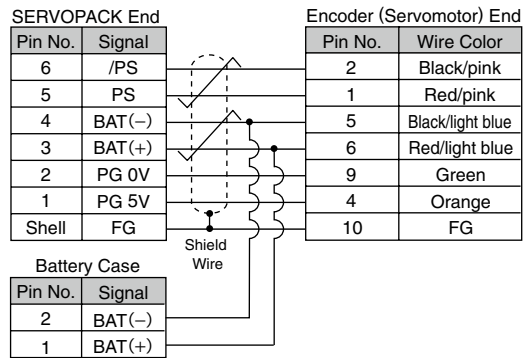 SERVOPACK End
Encoder (Servomotor) End
Pin No. Signal
Pin No. Wire Color
6 /PS
2 Black/pink
5 PS
1 Red/pink
4 BAT(−)
5 Black/light blue
3 BAT(+)
6 Red/light blue
2 PG 0V
9 Green
1 PG 5V
4 Orange
Shell FG
10 FG
Shield
Wire
Battery Case
Pin No. Signal
2 BAT(−)
1 BAT(+)